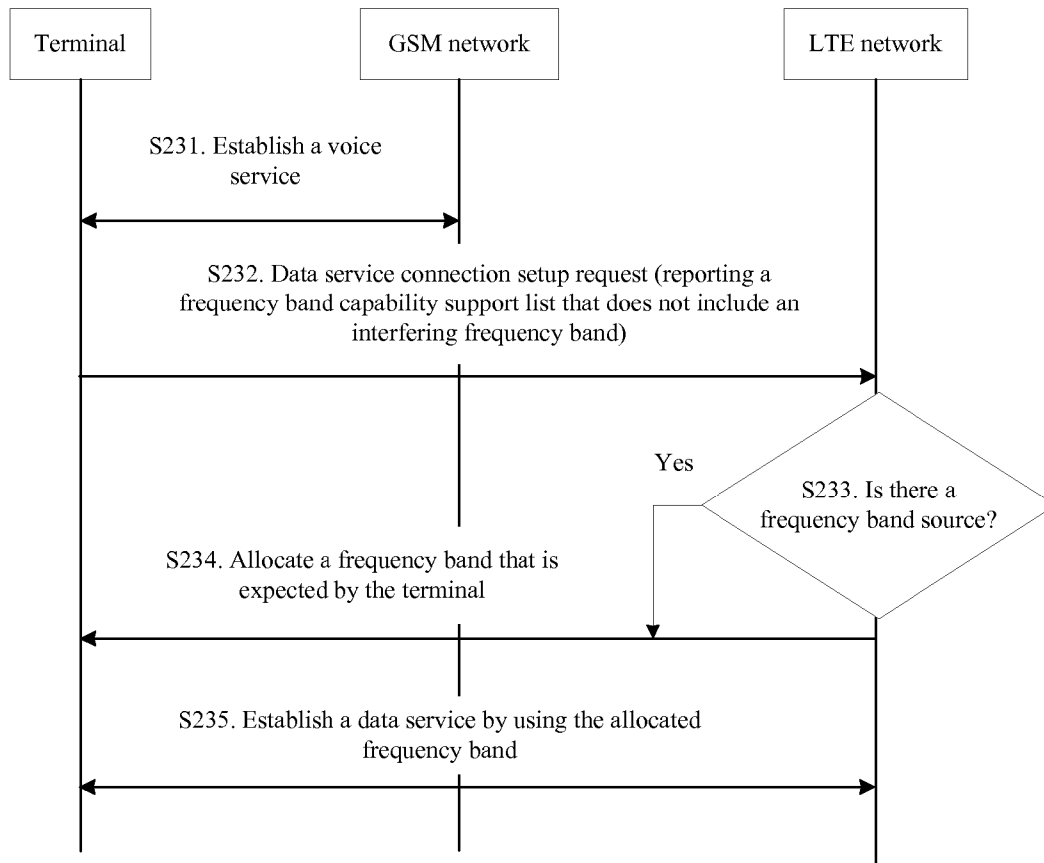 Terminal
GSM network
LTE network
S231. Establish a voice
service
S232. Data service connection setup request (reporting a
frequency band capability support list that does not include an
interfering frequency band)
Yes
S233. Is there a
frequency band source?
S234. Allocate a frequency band that is
expected by the terminal
S235. Establish a data service by using the allocated
frequency band